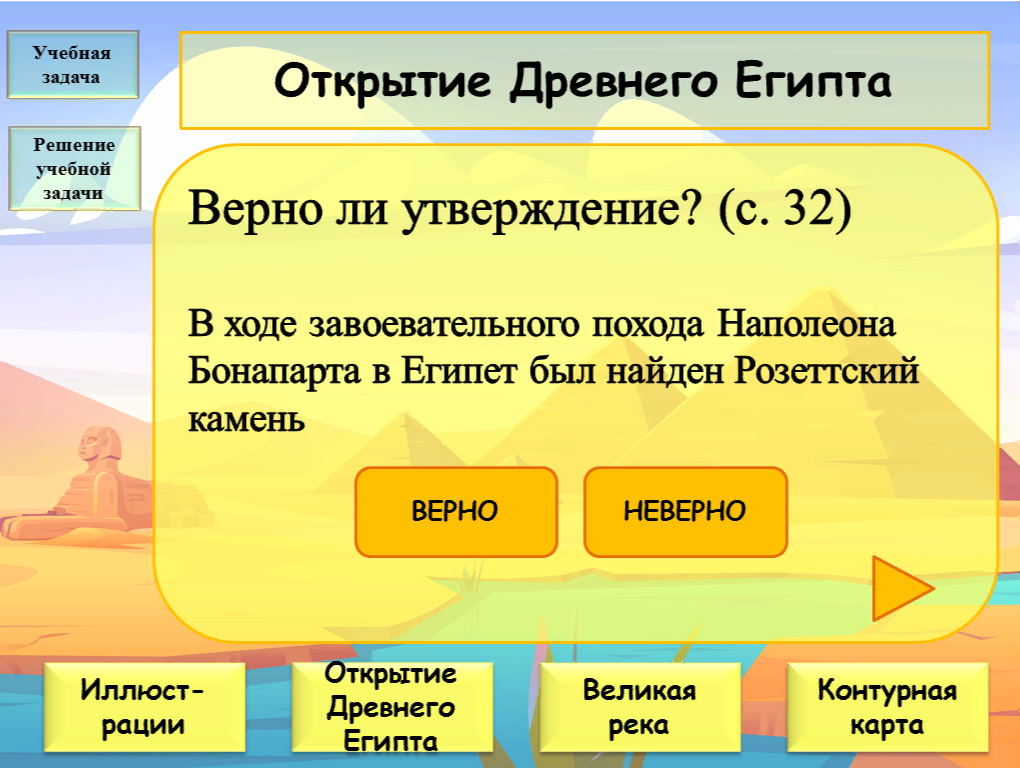 Учебная
задача
Открытие Древнего Египта
Решение
учебной
задачи
Верно ли утверждение? (с. 32)
В ходе завоевательного похода Наполеона
Бонапарта в Египет был найден Розеттский
камень
ВЕРНО
НЕВЕРНО
Иллюст-
рации
Открытие
Древнего
Египта
Великая
река
Контурная
карта